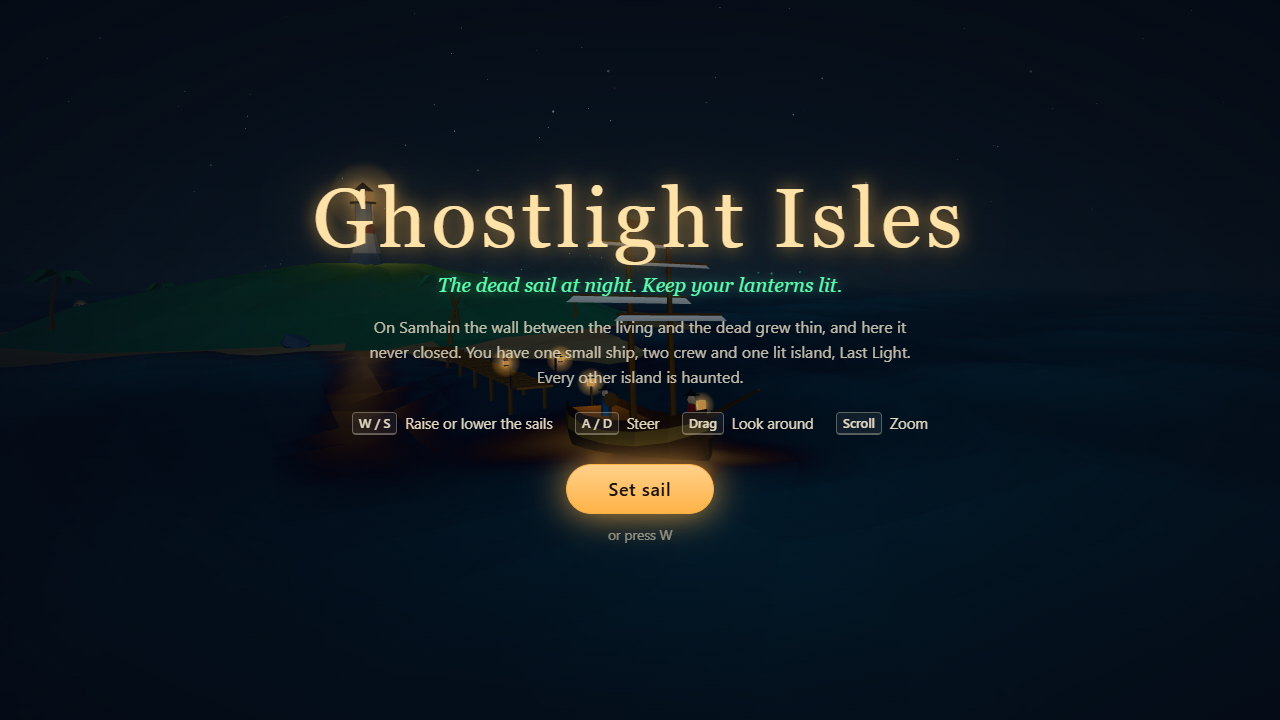 Ghostlight Isles
The dead sail at night. Keep your lanterns lit.
On Samhain the wall between the living and the dead grew thin, and here it
never closed. You have one small ship, two crew and one lit island, Last Light.
Every other island is haunted.
W / S Raise or lower the sails A / D Steer Drag Look around Scroll Zoom
Set sail
or press W